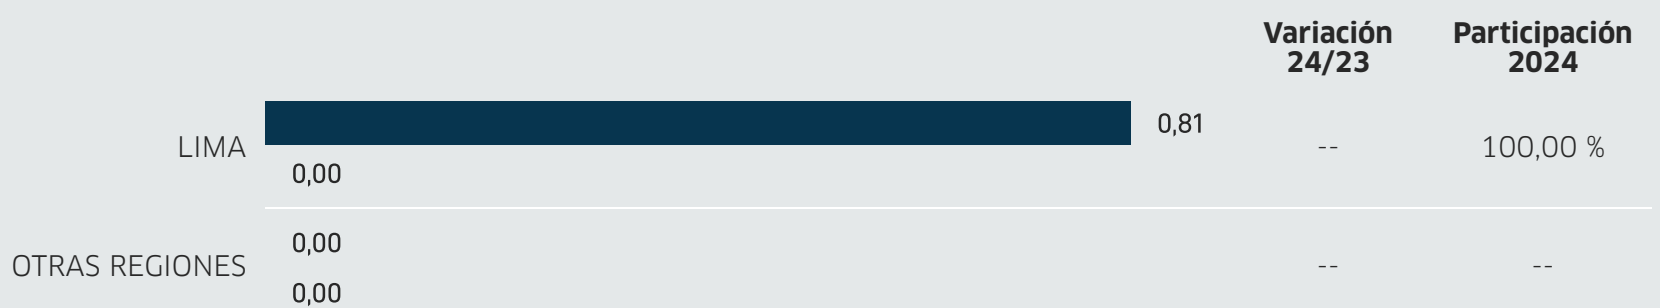 Variación
24/23
Participación
2024
LIMA
0,81
0,00
--
100,00 %
OTRAS REGIONES
0,00
0,00
--
--